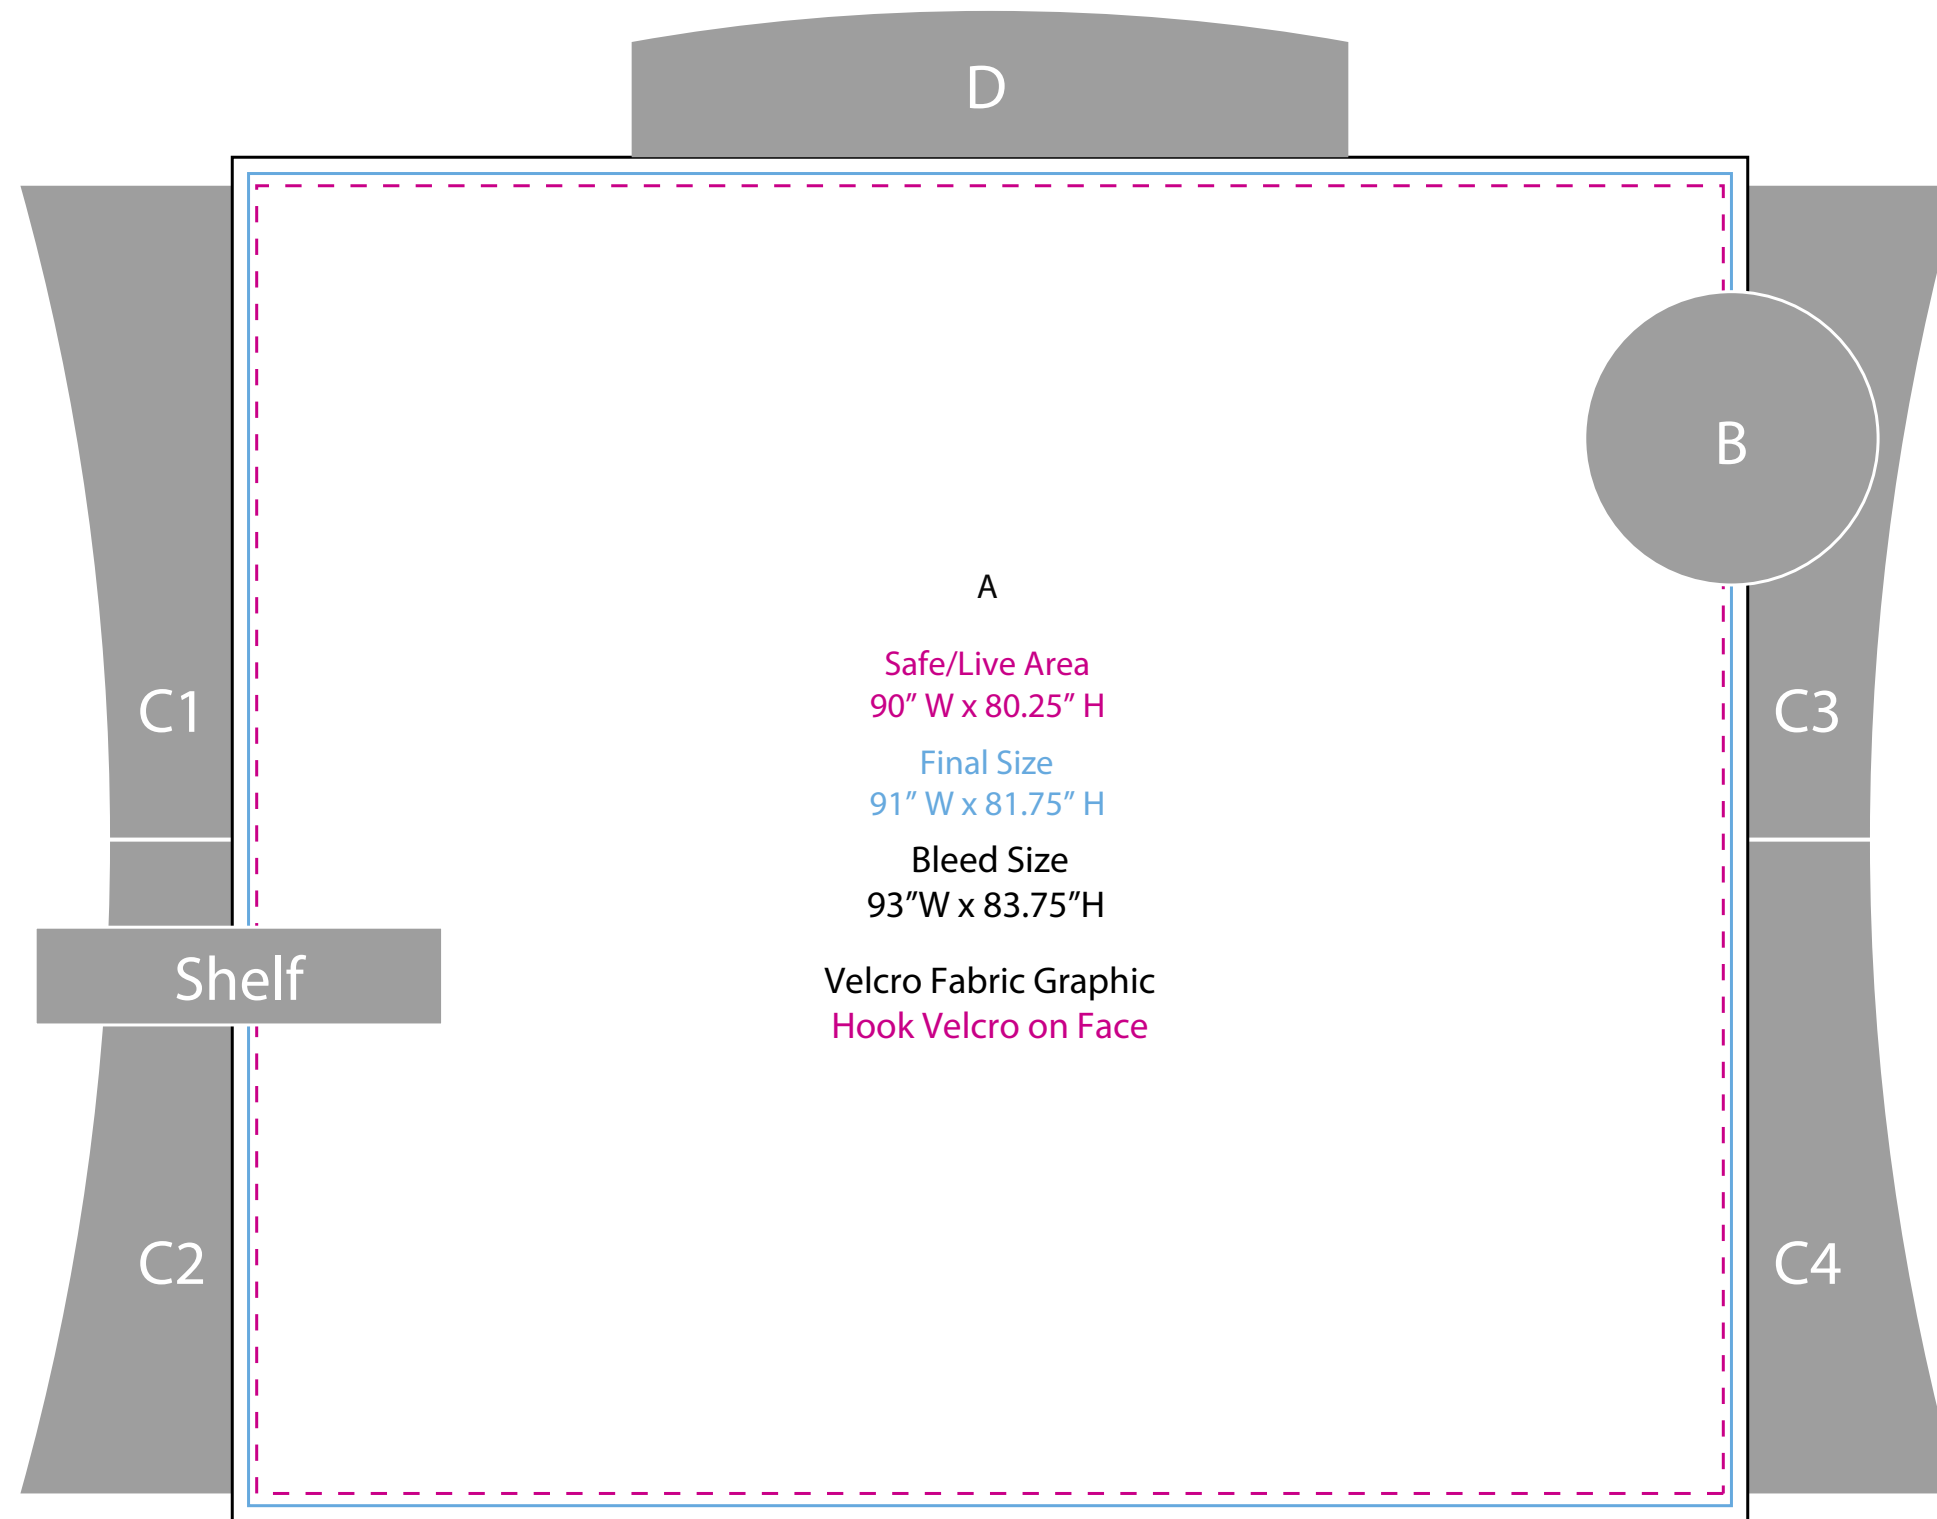 D
B
A
Safe/Live Area
90” W x 80.25” H
C1
C3
Final Size
91” W x 81.75” H
Bleed Size
93”W x 83.75”H
Shelf
Velcro Fabric Graphic
Hook Velcro on Face
C2
C4